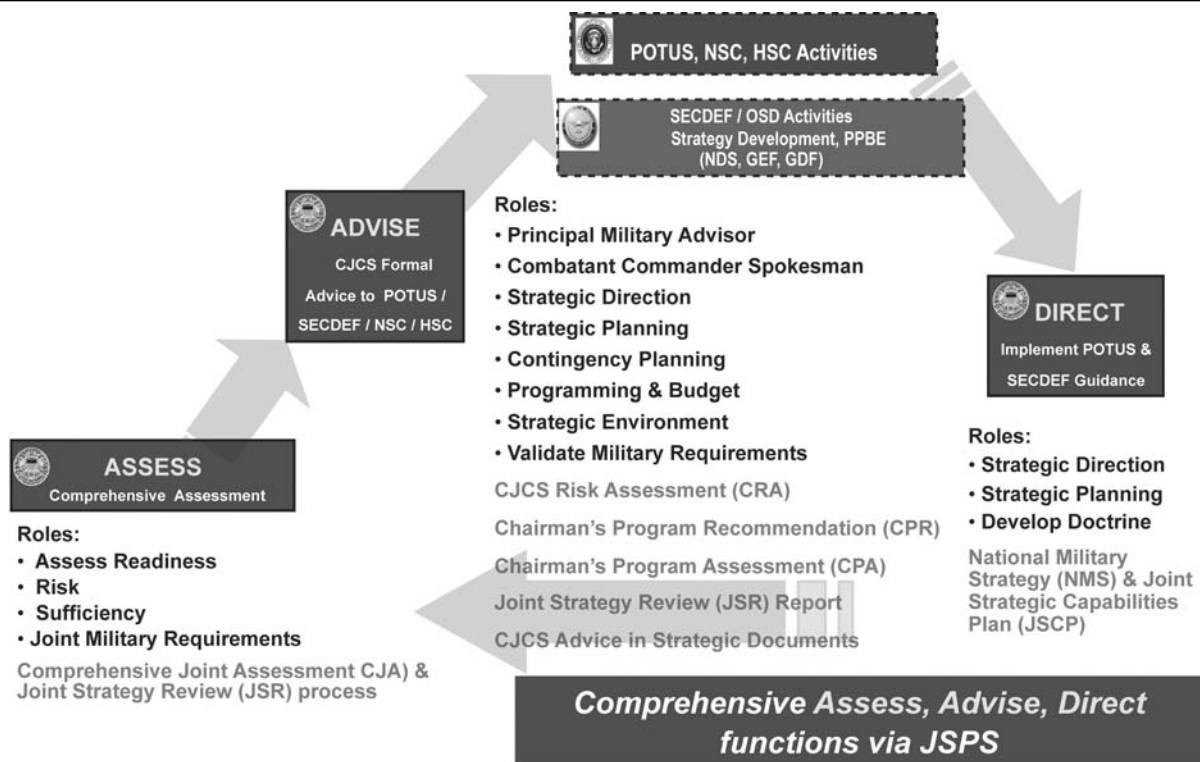 POTUS, NSC, HSC Activities
SECDEF / OSD Activities
Strategy Development, PPBE
(NDS, GEF, GDF)
ADVISE
CJCS Formal
Advice to POTUS /
SECDEF / NSC / HSC
Roles:
• Principal Military Advisor
• Combatant Commander Spokesman
• Strategic Direction
• Strategic Planning
• Contingency Planning
• Programming & Budget
• Strategic Environment
• Validate Military Requirements
CJCS Risk Assessment (CRA)
Chairman's Program Recommendation (CPR)
Chairman's Program Assessment (CPA)
Joint Strategy Review (JSR) Report
CJCS Advice in Strategic Documents
DIRECT
Implement POTUS &
SECDEF Guidance
Roles:
• Strategic Direction
• Strategic Planning
• Develop Doctrine
National Military
Strategy (NMS) & Joint
Strategic Capabilities
Plan (JSCP)
ASSESS
Comprehensive Assessment
Roles:
• Assess Readiness
• Risk
• Sufficiency
• Joint Military Requirements
Comprehensive Joint Assessment CJA) &
Joint Strategy Review (JSR) process
Comprehensive Assess, Advise, Direct
functions via JSPS